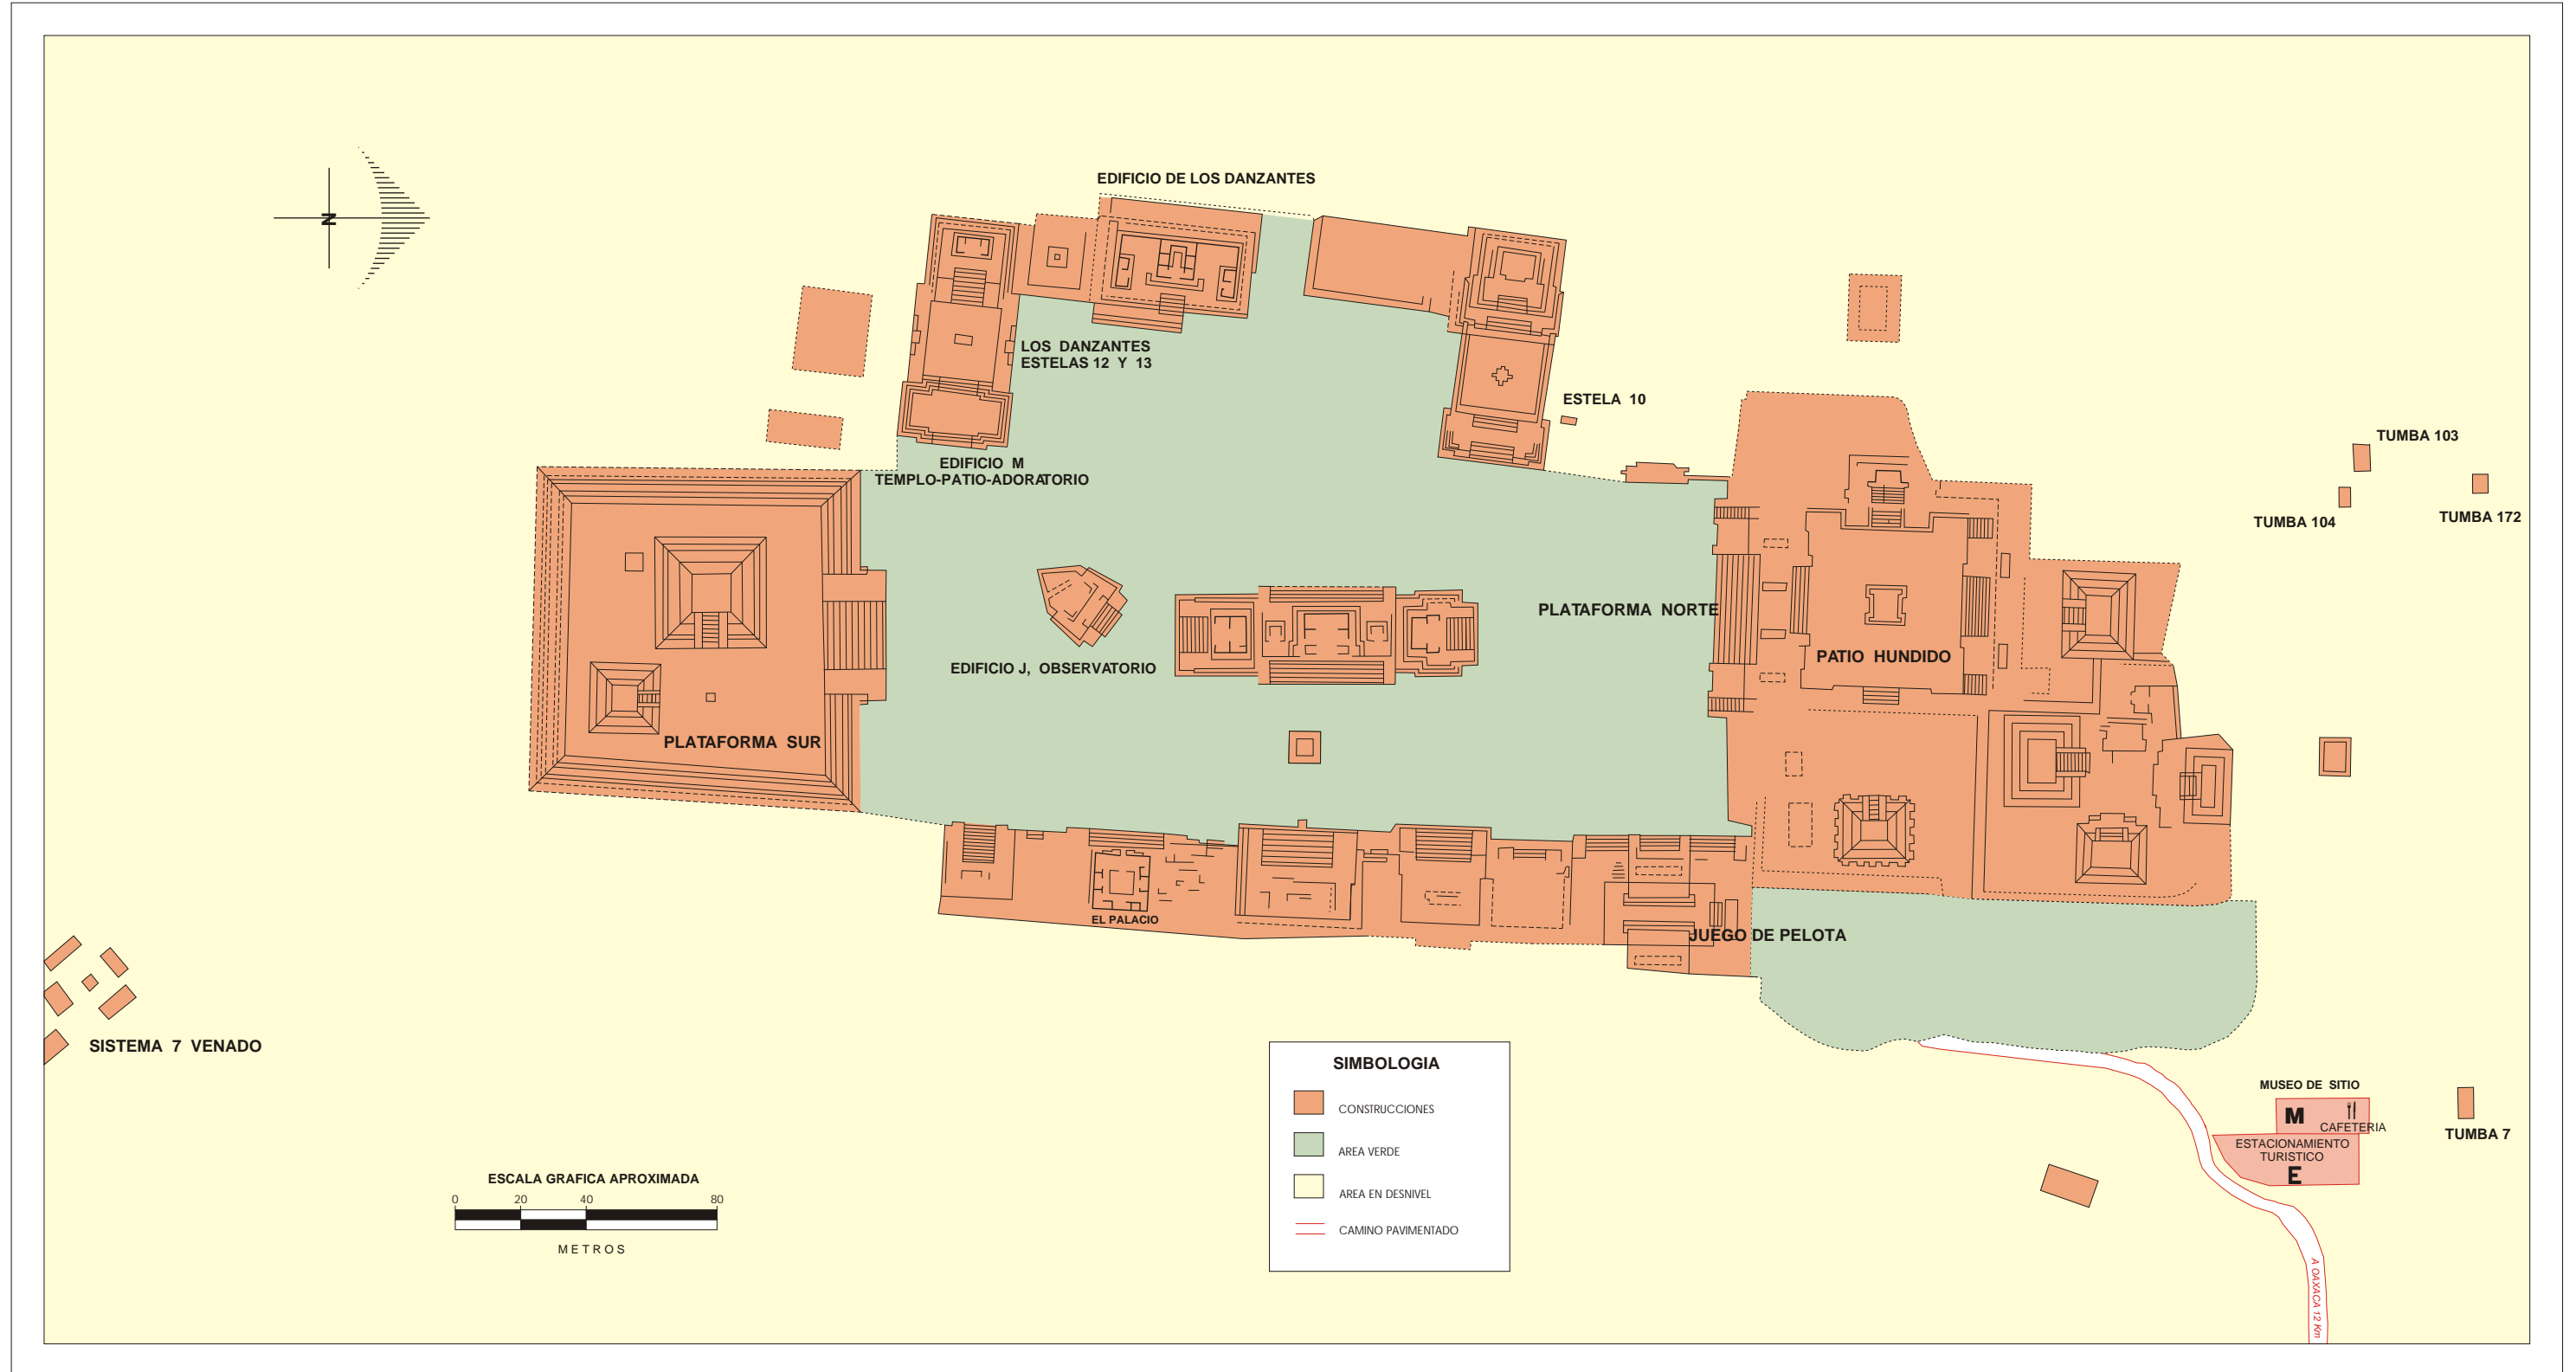 EDIFICIO DE LOS DANZANTES
N
LOS DANZANTES
ESTELAS 12 Y 13
ESTELA 10
TUMBA 103
EDIFICIO M
TEMPLO-PATIO-ADORATORIO
TUMBA 104
TUMBA 172
PLATAFORMA NORTE
EDIFICIO J, OBSERVATORIO
PATIO HUNDIDO
PLATAFORMA SUR
EL PALACIO
JUEGO DE PELOTA
SISTEMA 7 VENADO
SIMBOLOGIA
CONSTRUCCIONES
AREA VERDE
AREA EN DESNIVEL
CAMINO PAVIMENTADO
MUSEO DE SITIO
M
CAFETERIA
ESTACIONAMIENTO
TURISTICO
E
TUMBA 7
ESCALA GRAFICA APROXIMADA
0 20 40 80
METROS
A OAXACA 12 Km